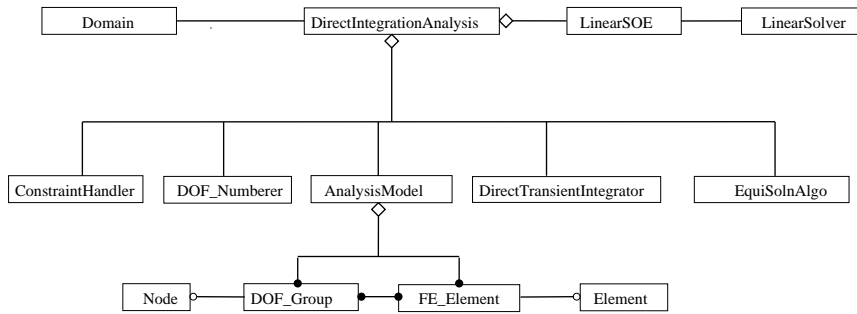 Domain
DirectIntegrationAnalysis
LinearSOE
LinearSolver
ConstraintHandler
DOF_Numberer
AnalysisModel
DirectTransientIntegrator
EquiSolnAlgo
Node
DOF_Group
FE_Element
Element